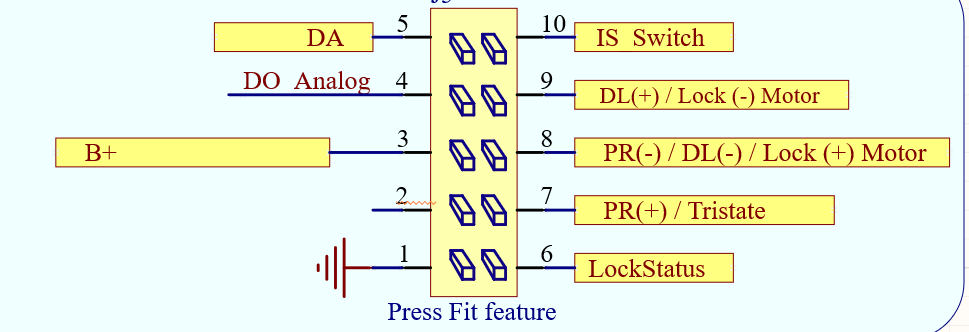 5 10
DA IS Switch
DO Analog 4 9 DL(+) / Lock (-) Motor
B+ 3 8 PR(-) / DL(-) / Lock (+) Motor
2 7 PR(+) / Tristate
1 6 LockStatus
Press Fit feature